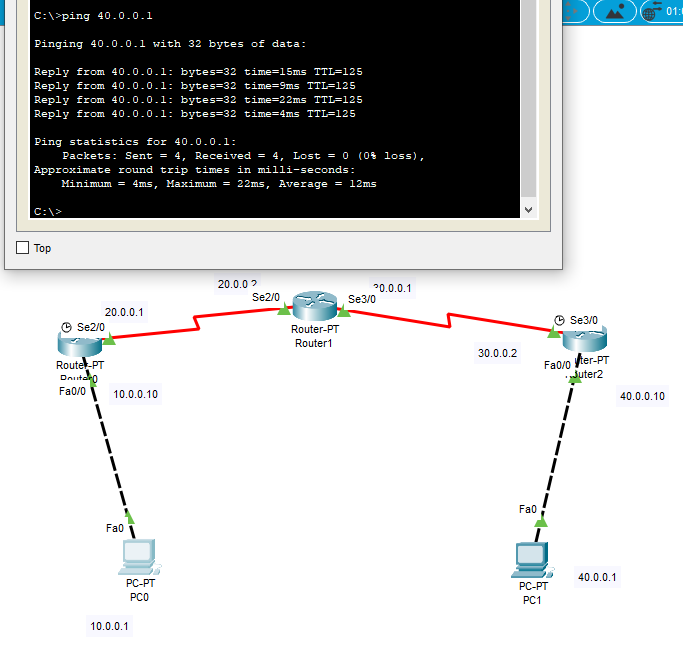 01:
C:\>ping 40.0.0.1
Pinging 40.0.0.1 with 32 bytes of data:
Reply from 40.0.0.1: bytes=32 time=15ms TTL=125
Reply from 40.0.0.1: bytes=32 time=9ms TTL=125
Reply from 40.0.0.1: bytes=32 time=22ms TTL=125
Reply from 40.0.0.1: bytes=32 time=4ms TTL=125
Ping statistics for 40.0.0.1:
Packets: Sent = 4, Received = 4, Lost = 0 (0% loss),
Approximate round trip times in milli-seconds:
Minimum = 4ms, Maximum = 22ms, Average = 12ms
C:\>
Top
20.0.0.2
Se2/0
Se3/0
20.0.0.1
Router-PT
Router1
20.0.0.1
Se2/0
Router-PT
Router0
Fa0/0
10.0.0.10
Se3/0
30.0.0.2
Fa0/0
ter-PT
uter2
40.0.0.10
Fa0
PC-PT
PC0
10.0.0.1
Fa0
PC-PT
PC1
40.0.0.1